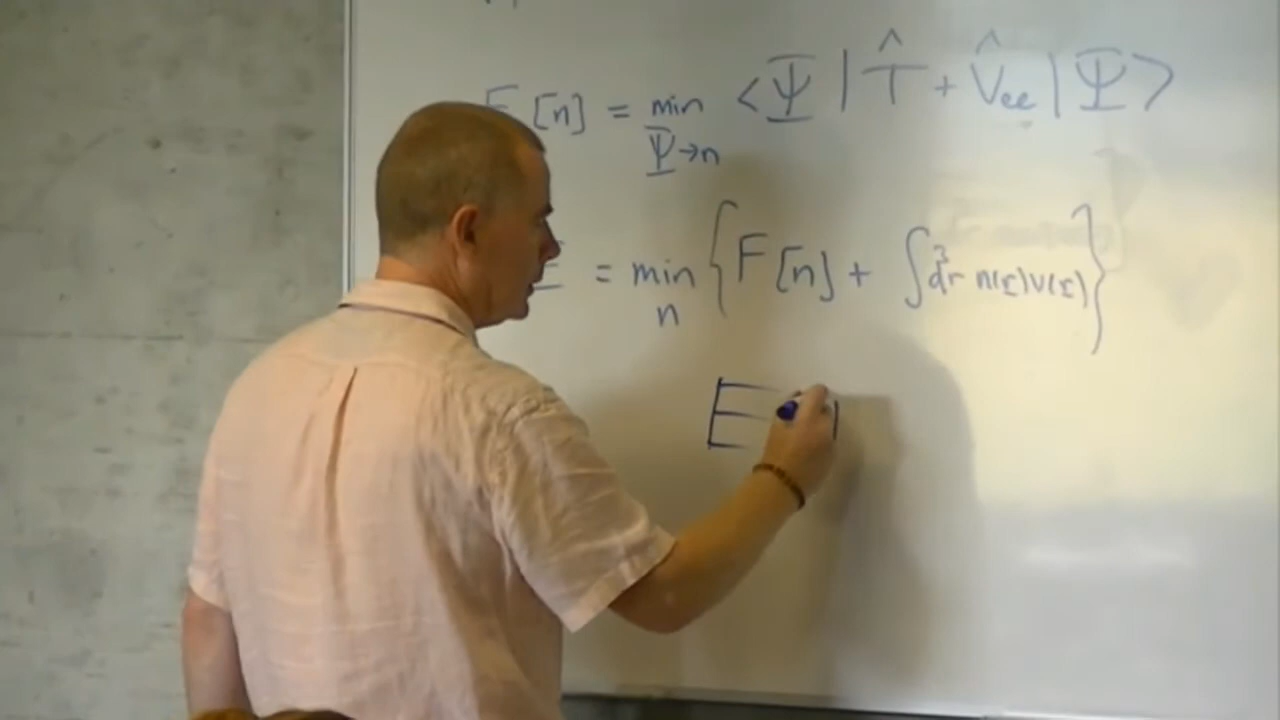 F[n] = min <Ψ | T̂ + V̂ee | Ψ>
Ψ→n
E = min { F[n] + ∫d³r n(r)v(r) }
n